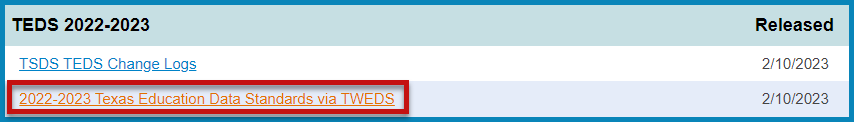 TEDS 2022-2023 Released
TSDS TEDS Change Logs 2/10/2023
2022-2023 Texas Education Data Standards via TWEDS 2/10/2023